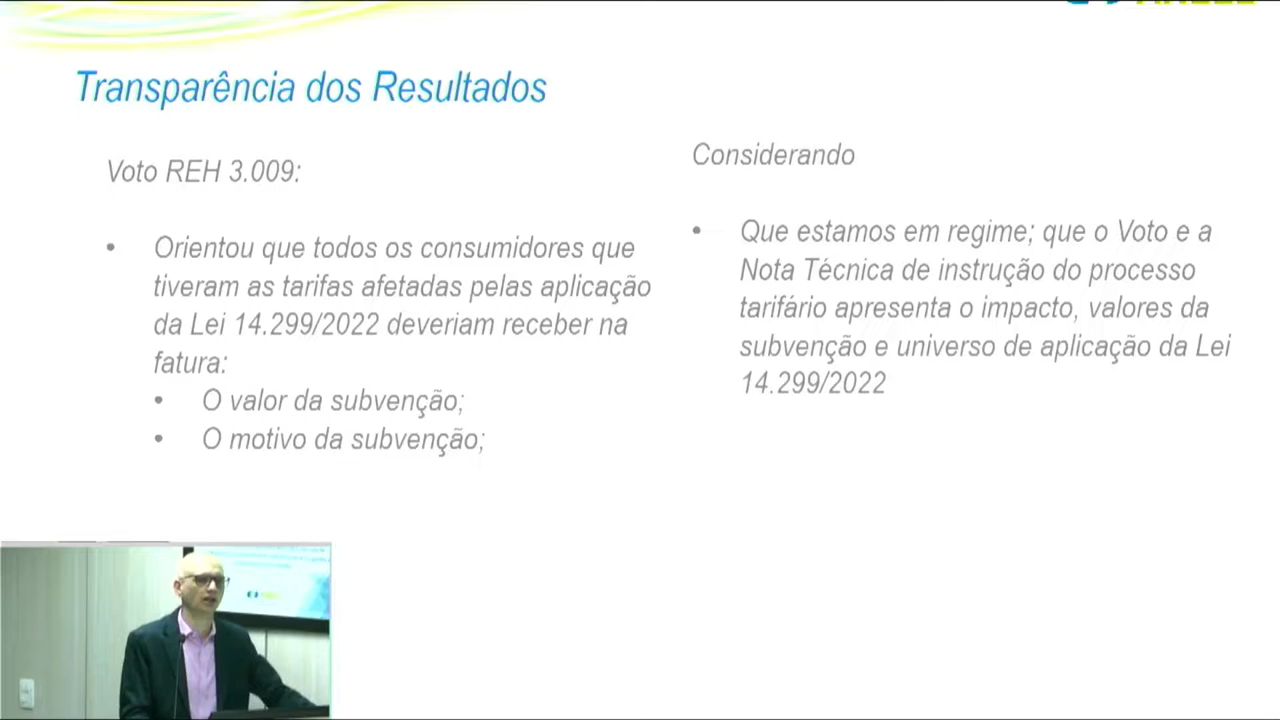 Transparência dos Resultados
Voto REH 3.009:
• Orientou que todos os consumidores que
tiveram as tarifas afetadas pelas aplicação
da Lei 14.299/2022 deveriam receber na
fatura:
• O valor da subvenção;
• O motivo da subvenção;
Considerando
• Que estamos em regime; que o Voto e a
Nota Técnica de instrução do processo
tarifário apresenta o impacto, valores da
subvenção e universo de aplicação da Lei
14.299/2022